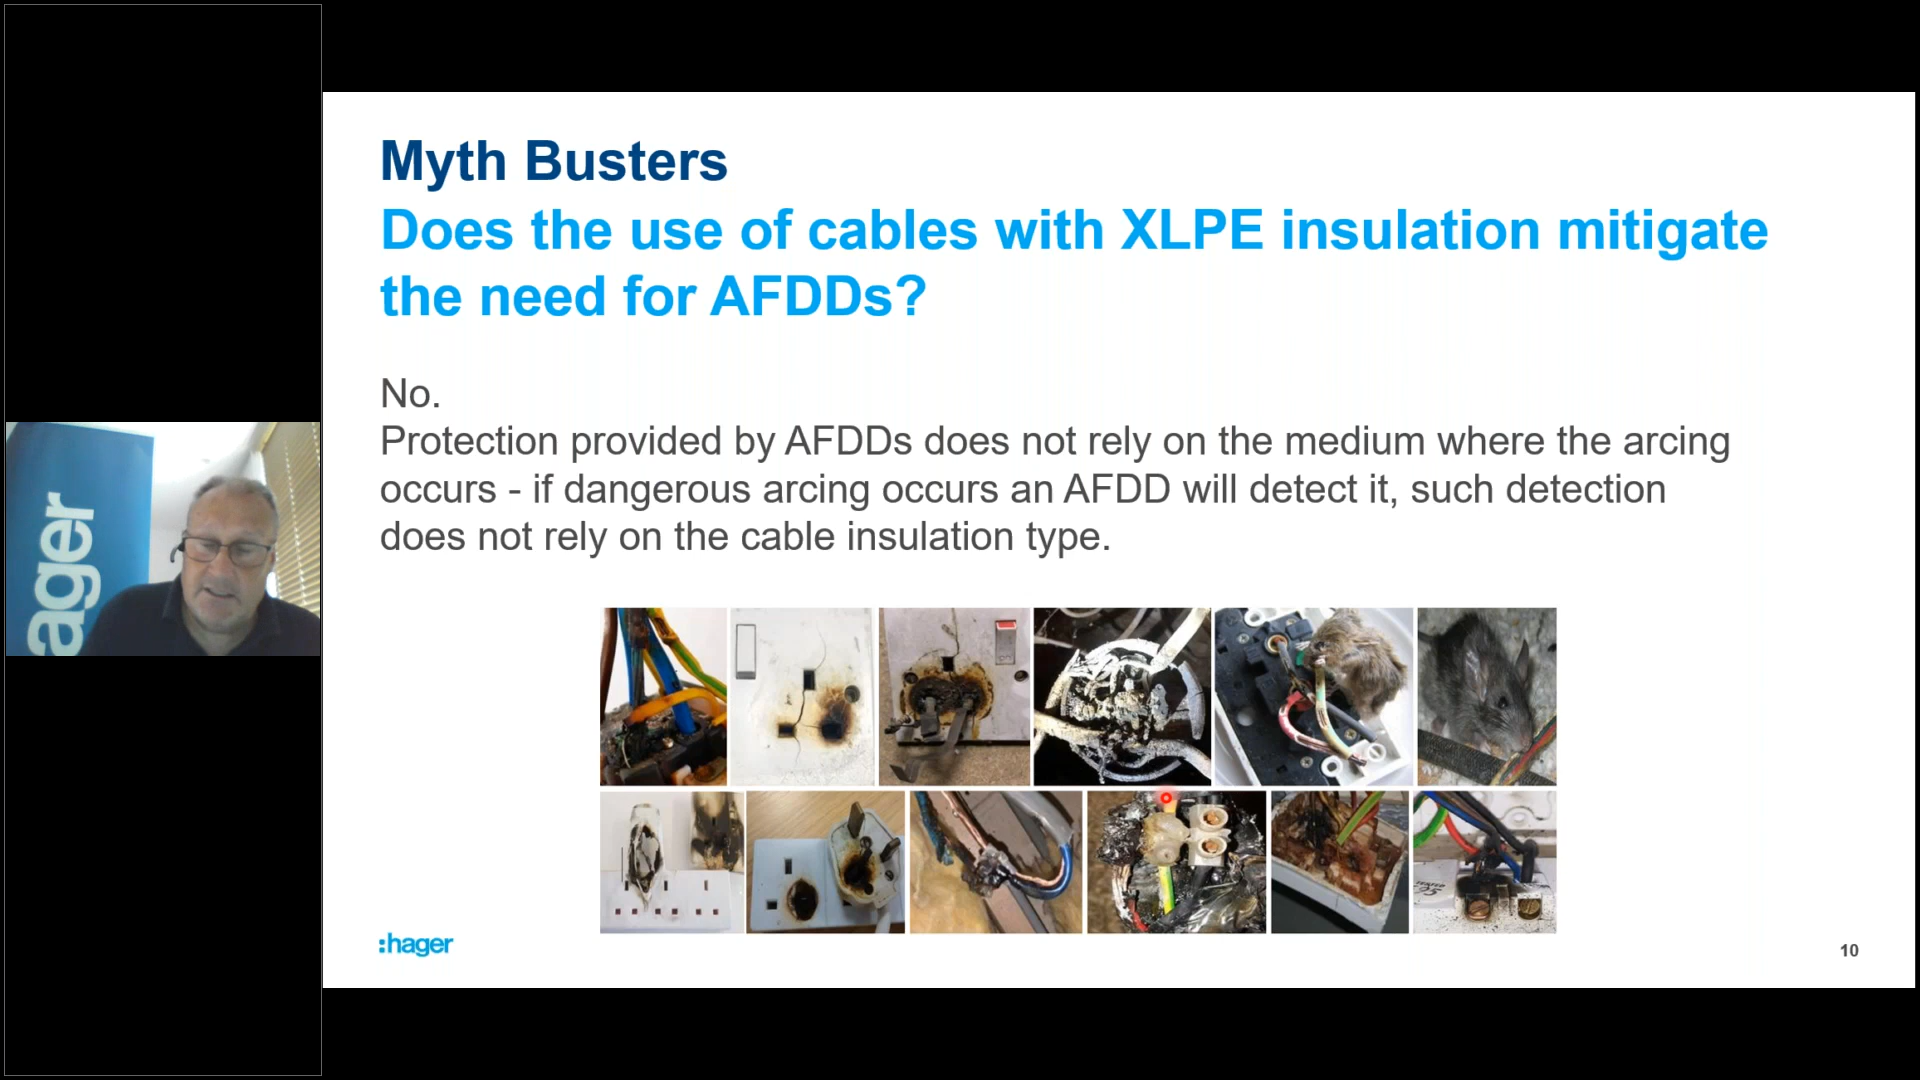 Myth Busters
Does the use of cables with XLPE insulation mitigate
the need for AFDDs?
No.
Protection provided by AFDDs does not rely on the medium where the arcing
occurs - if dangerous arcing occurs an AFDD will detect it, such detection
does not rely on the cable insulation type.
ager
:hager
10